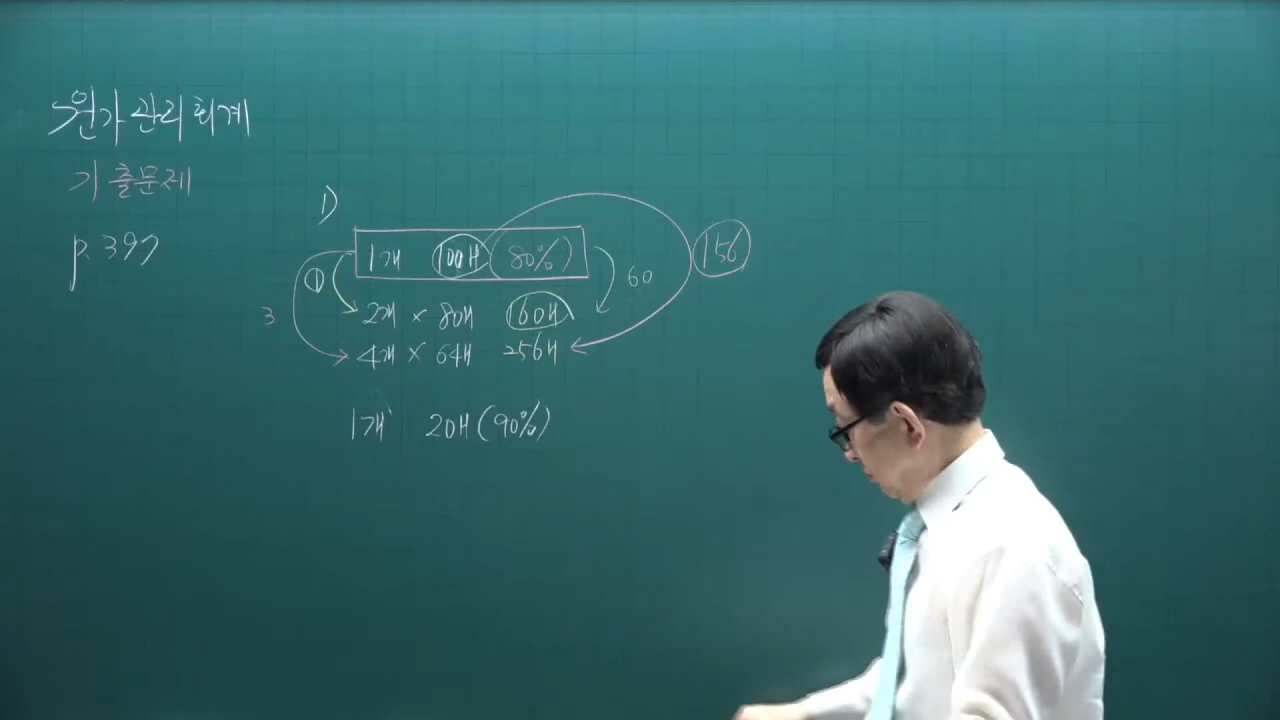 원가관리회계
기출문제
p. 397
1)
1개 100H (80%) 156
① 2개 × 80H 160H 60
3 4개 × 64H 256H
1개 20H (90%)